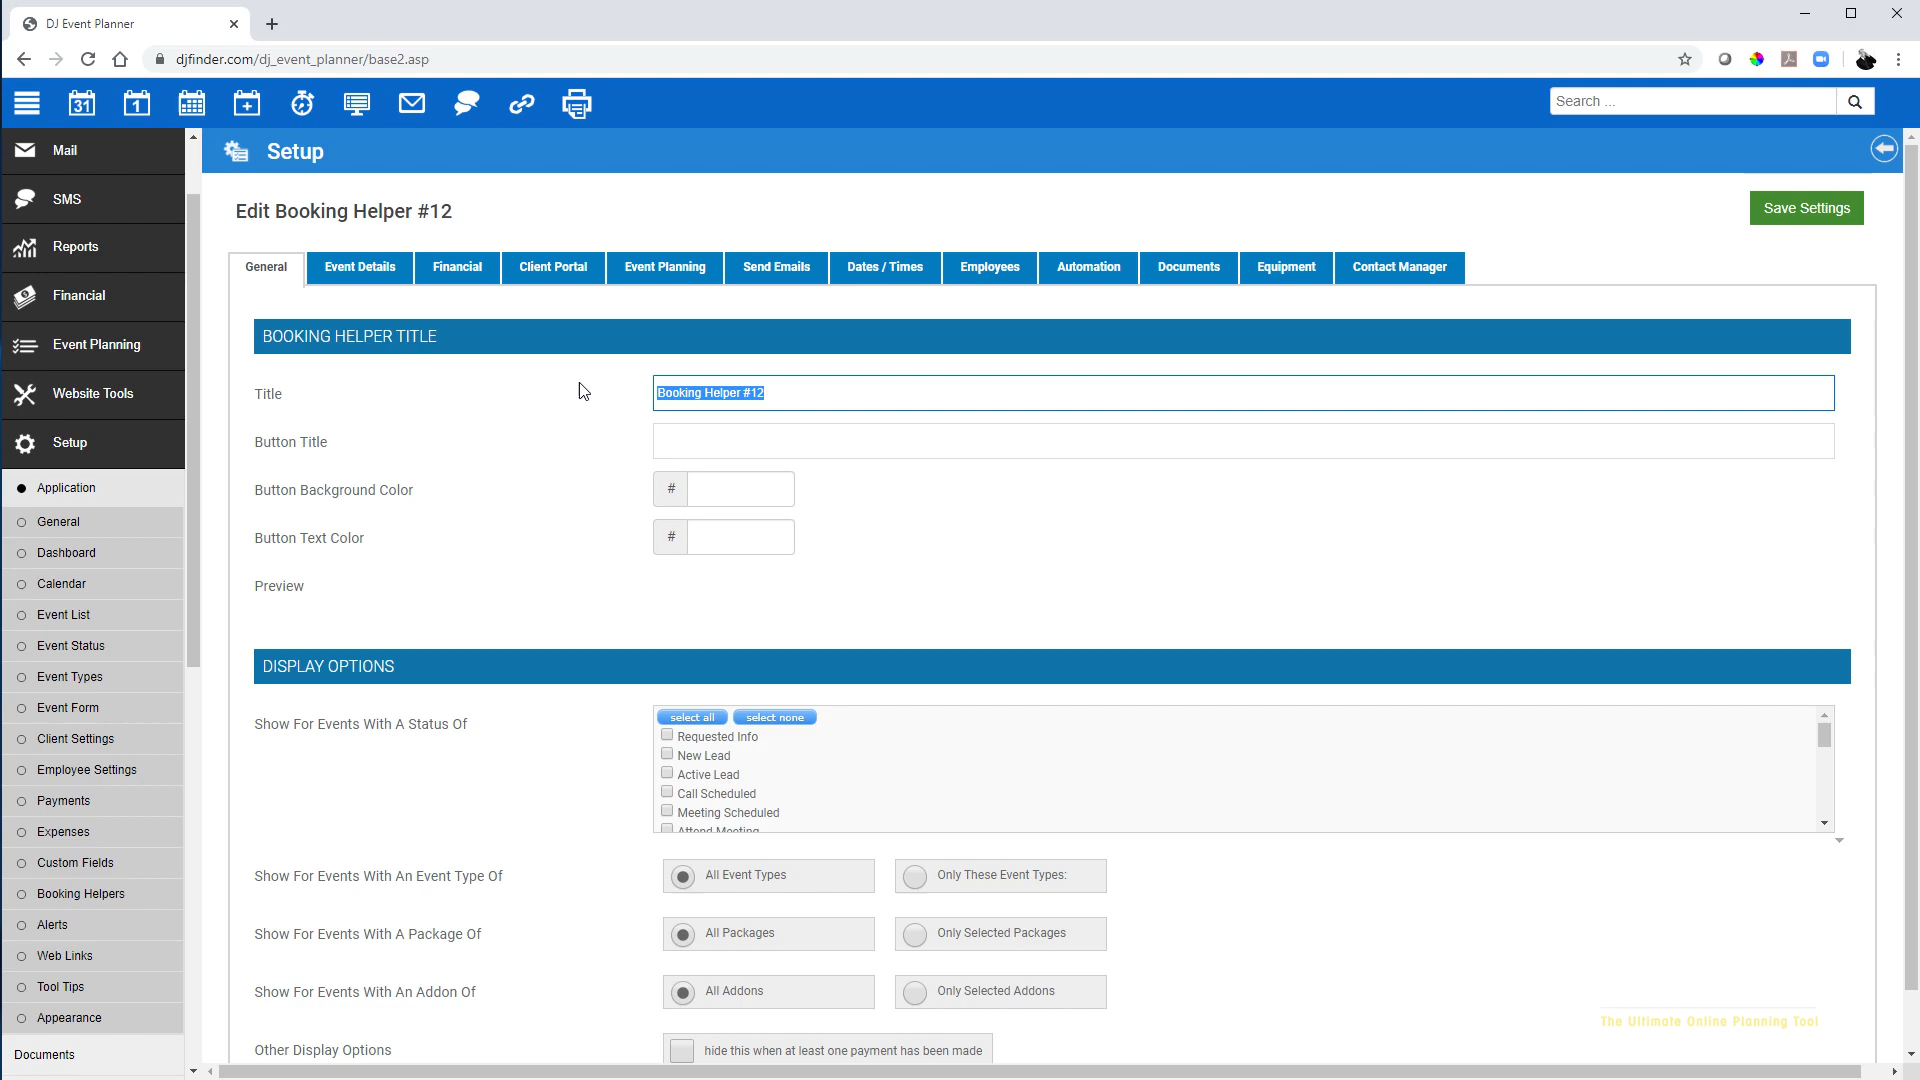 DJ Event Planner
djfinder.com/dj_event_planner/base2.asp
31
1
Search ...
Mail
SMS
Reports
Financial
Event Planning
Website Tools
Setup
Application
General
Dashboard
Calendar
Event List
Event Status
Event Types
Event Form
Client Settings
Employee Settings
Payments
Expenses
Custom Fields
Booking Helpers
Alerts
Web Links
Tool Tips
Appearance
Documents
Setup
Edit Booking Helper #12
Save Settings
General
Event Details
Financial
Client Portal
Event Planning
Send Emails
Dates / Times
Employees
Automation
Documents
Equipment
Contact Manager
BOOKING HELPER TITLE
Title
Booking Helper #12
Button Title
Button Background Color
#
Button Text Color
#
Preview
DISPLAY OPTIONS
Show For Events With A Status Of
select all
select none
Requested Info
New Lead
Active Lead
Call Scheduled
Meeting Scheduled
Attend Meeting
Show For Events With An Event Type Of
All Event Types
Only These Event Types:
Show For Events With A Package Of
All Packages
Only Selected Packages
Show For Events With An Addon Of
All Addons
Only Selected Addons
Other Display Options
hide this when at least one payment has been made
The Ultimate Online Planning Tool